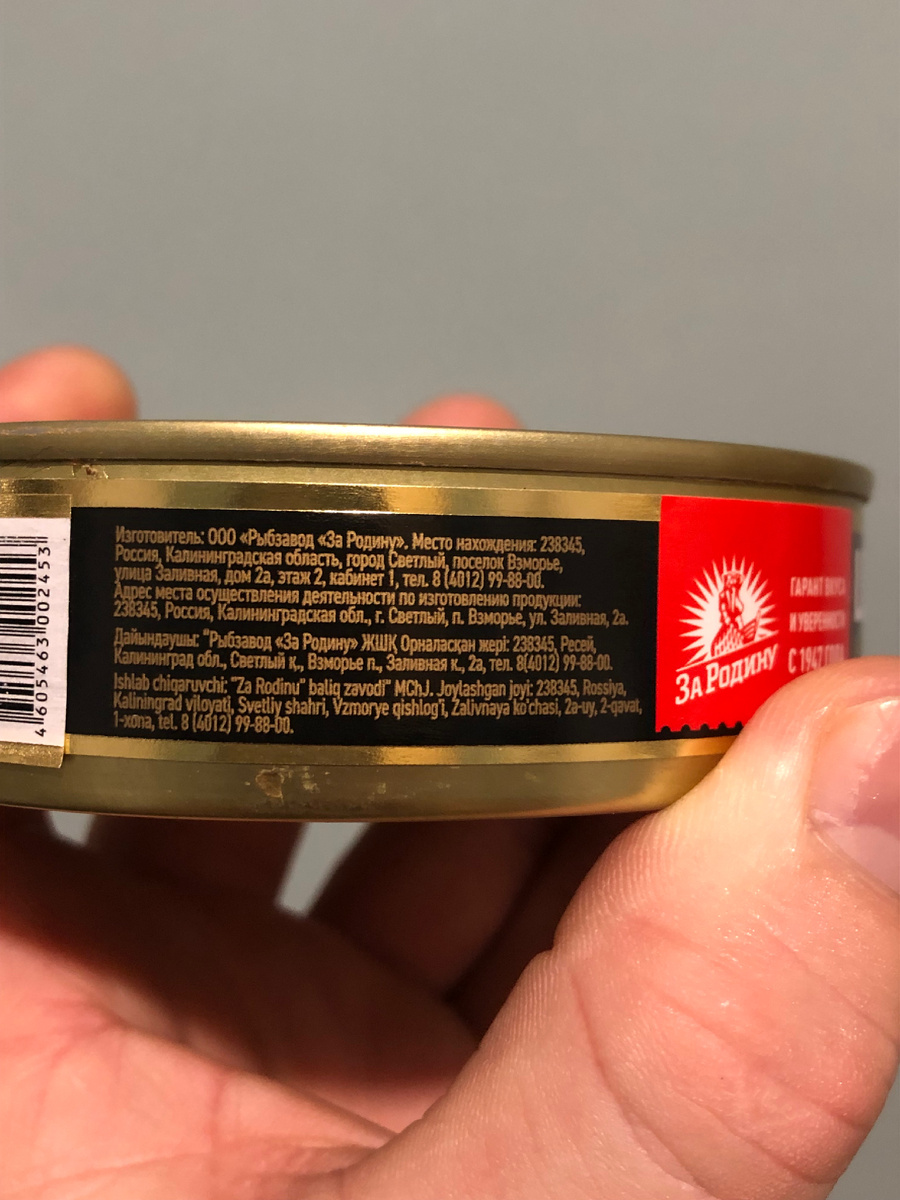 4 605463 002453
Изготовитель: ООО «Рыбзавод «За Родину». Место нахождения: 238345,
Россия, Калининградская область, город Светлый, поселок Взморье,
улица Заливная, дом 2а, этаж 2, кабинет 1, тел. 8 (4012) 99-88-00.
Адрес места осуществления деятельности по изготовлению продукции:
238345, Россия, Калининградская обл., г. Светлый, п. Взморье, ул. Заливная, 2а.
Дайындаушы: "Рыбзавод «За Родину» ЖШҚ Орналасқан жері: 238345, Ресей,
Калининград обл., Светлый қ., Взморье п., Заливная к., 2а, тел. 8(4012) 99-88-00.
Ishlab chiqaruvchi: "Za Rodinu" baliq zavodi" MChJ. Joylashgan joyi: 238345, Rossiya,
Kaliningrad viloyati, Svetliy shahri, Vzmorye qishlog'i, Zalivnaya ko'chasi, 2a-uy, 2-qavat,
1-xona, tel. 8 (4012) 99-88-00.
За Родину
ГАРАНТ ВКУСА
И УВЕРЕННОСТИ
С 1947 ГОДА